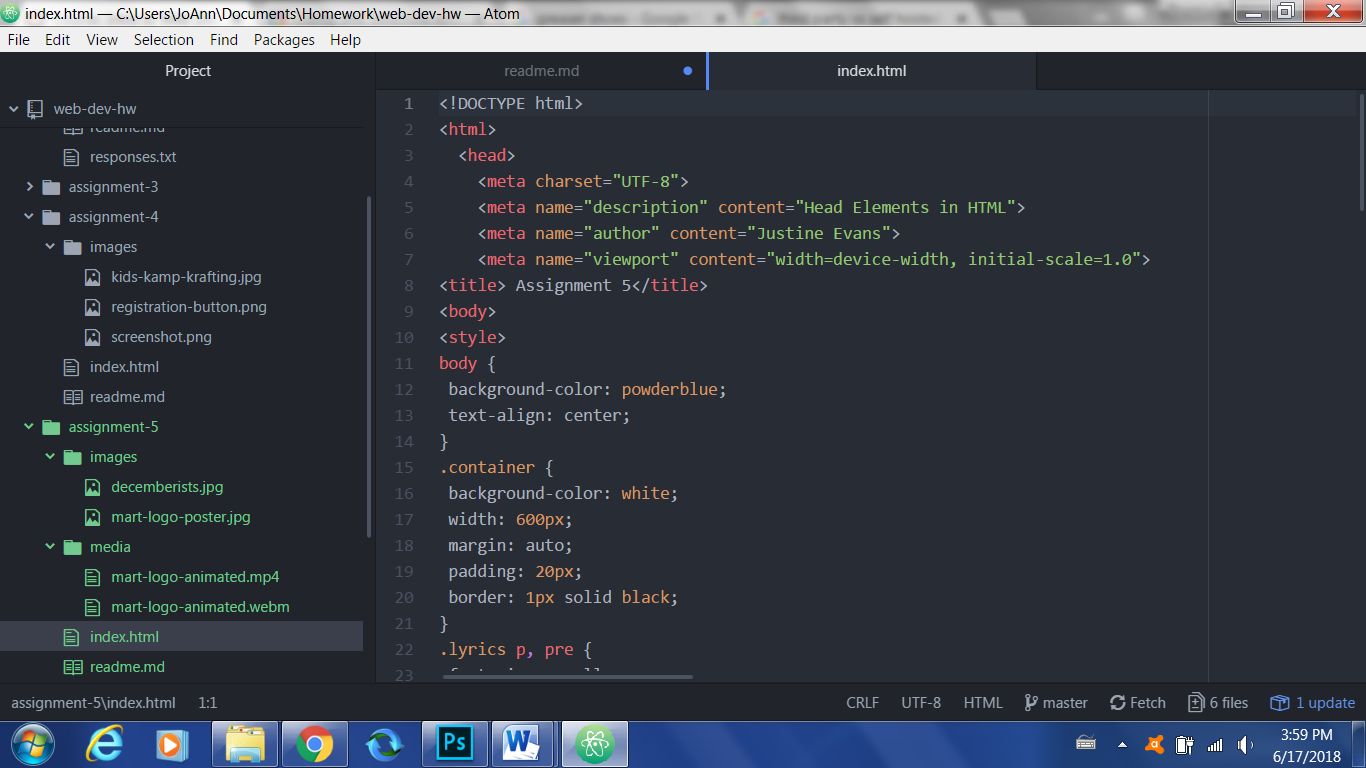 index.html — C:\Users\JoAnn\Documents\Homework\web-dev-hw — Atom
File Edit View Selection Find Packages Help
Project
web-dev-hw
readme.md
responses.txt
assignment-3
assignment-4
images
kids-kamp-krafting.jpg
registration-button.png
screenshot.png
index.html
readme.md
assignment-5
images
decemberists.jpg
mart-logo-poster.jpg
media
mart-logo-animated.mp4
mart-logo-animated.webm
index.html
readme.md
readme.md index.html
1 <!DOCTYPE html>
2 <html>
3   <head>
4     <meta charset="UTF-8">
5     <meta name="description" content="Head Elements in HTML">
6     <meta name="author" content="Justine Evans">
7     <meta name="viewport" content="width=device-width, initial-scale=1.0">
8 <title> Assignment 5</title>
9 <body>
10 <style>
11 body {
12  background-color: powderblue;
13  text-align: center;
14 }
15 .container {
16  background-color: white;
17  width: 600px;
18  margin: auto;
19  padding: 20px;
20  border: 1px solid black;
21 }
22 .lyrics p, pre {
23
assignment-5\index.html 1:1 CRLF UTF-8 HTML master Fetch 6 files 1 update
Ps W 3:59 PM
6/17/2018